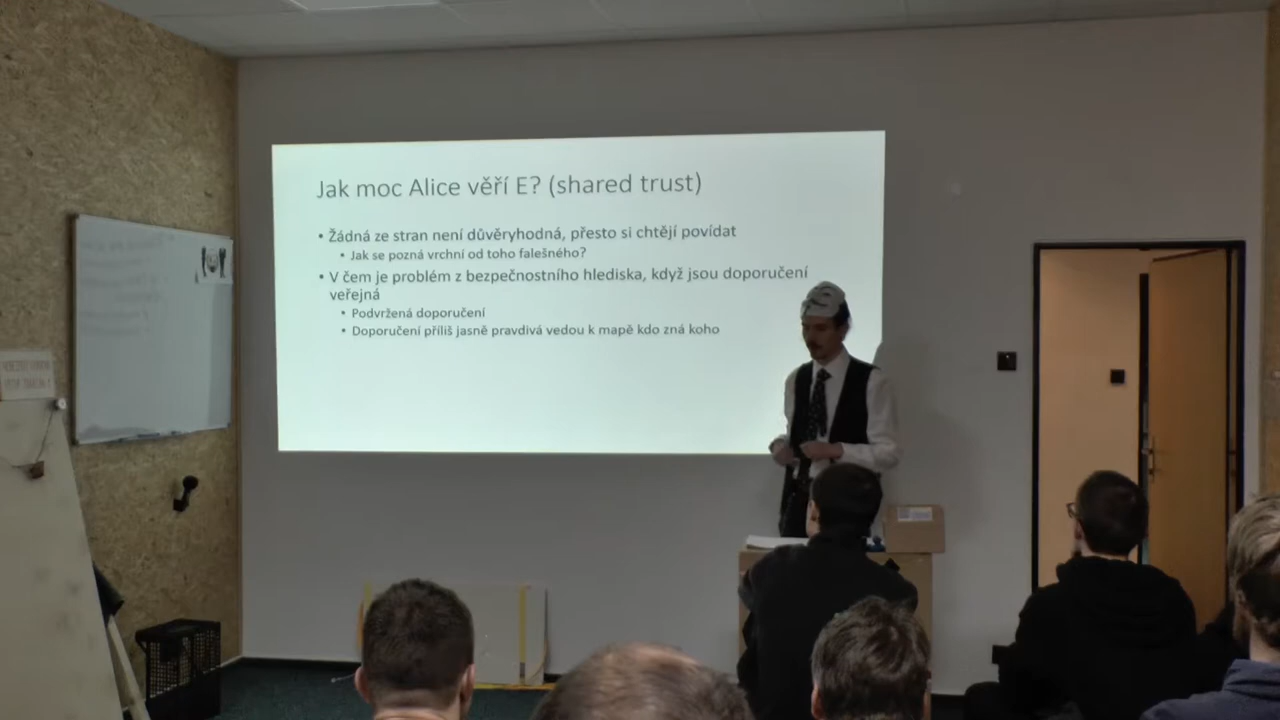 Jak moc Alice věří E? (shared trust)
• Žádná ze stran není důvěryhodná, přesto si chtějí povídat
• Jak se pozná vrchní od toho falešného?
• V čem je problém z bezpečnostního hlediska, když jsou doporučení
veřejná
• Podvržená doporučení
• Doporučení příliš jasně pravdivá vedou k mapě kdo zná koho